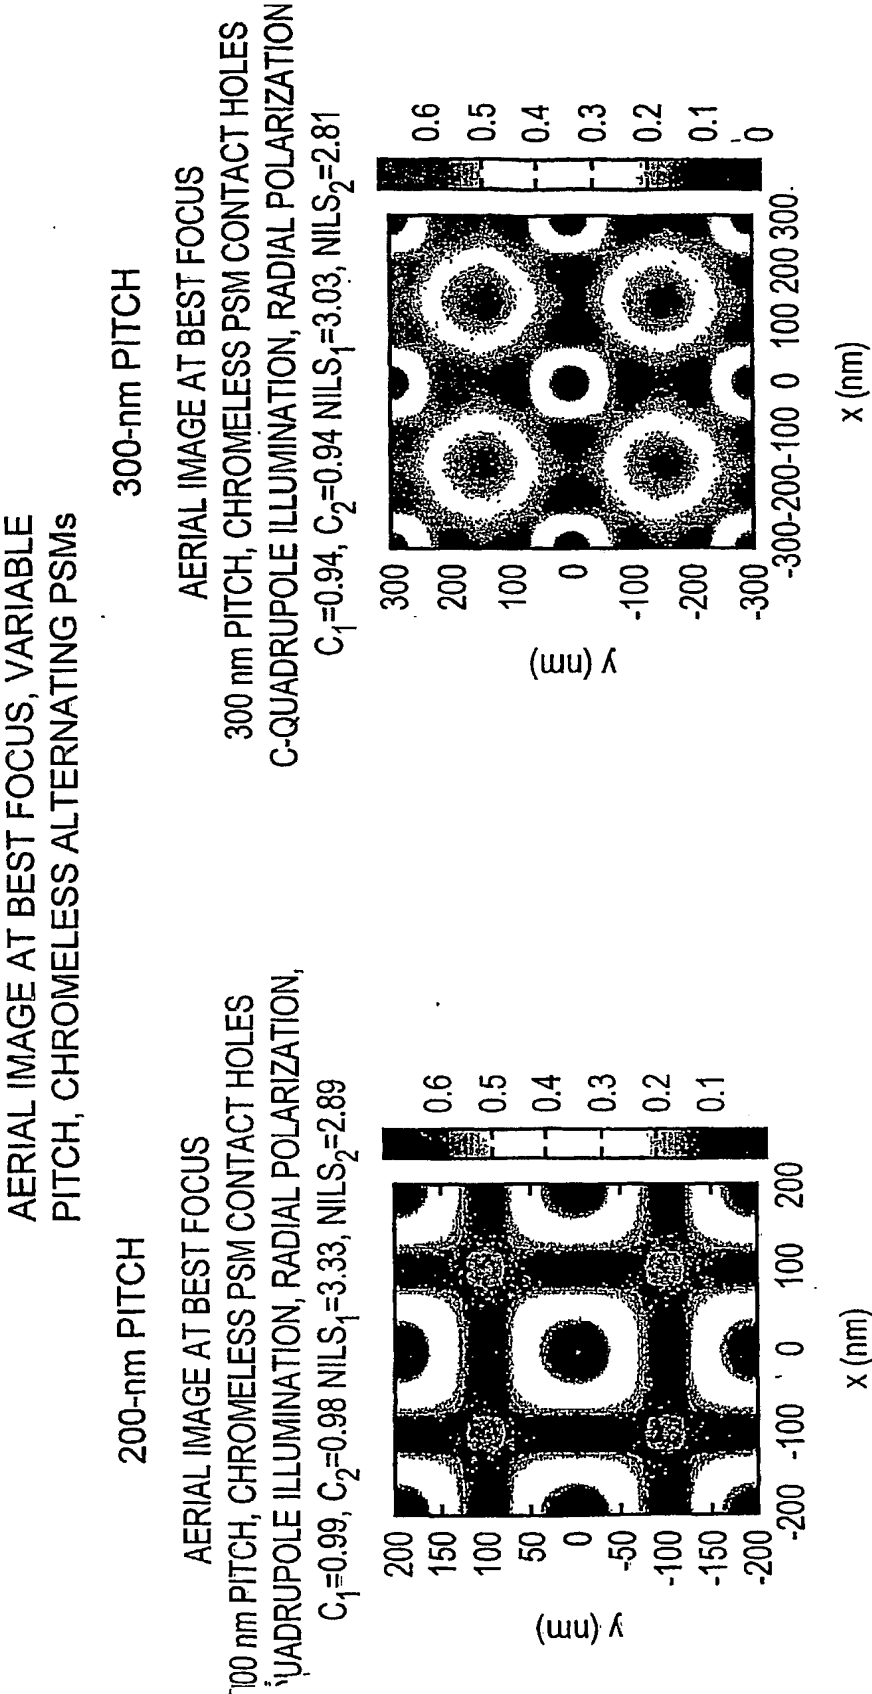 AERIAL IMAGE AT BEST FOCUS, VARIABLE
PITCH, CHROMELESS ALTERNATING PSMs
200-nm PITCH
AERIAL IMAGE AT BEST FOCUS
nm PITCH, CHROMELESS PSM CONTACT HOLES
UADRUPOLE ILLUMINATION, RADIAL POLARIZATION,
C1=0.99, C2=0.98 NILS1=3.33, NILS2=2.89
200
150
100
50
0
-50
-100
-150
-200
y (nm)
-200 -100 0 100 200
x (nm)
0.6
0.5
0.4
0.3
0.2
0.1
300-nm PITCH
AERIAL IMAGE AT BEST FOCUS
300 nm PITCH, CHROMELESS PSM CONTACT HOLES
C-QUADRUPOLE ILLUMINATION, RADIAL POLARIZATION
C1=0.94, C2=0.94 NILS1=3.03, NILS2=2.81
300
200
100
0
-100
-200
-300
y (nm)
-300-200-100 0 100 200 300
x (nm)
0.6
0.5
0.4
0.3
0.2
0.1
0